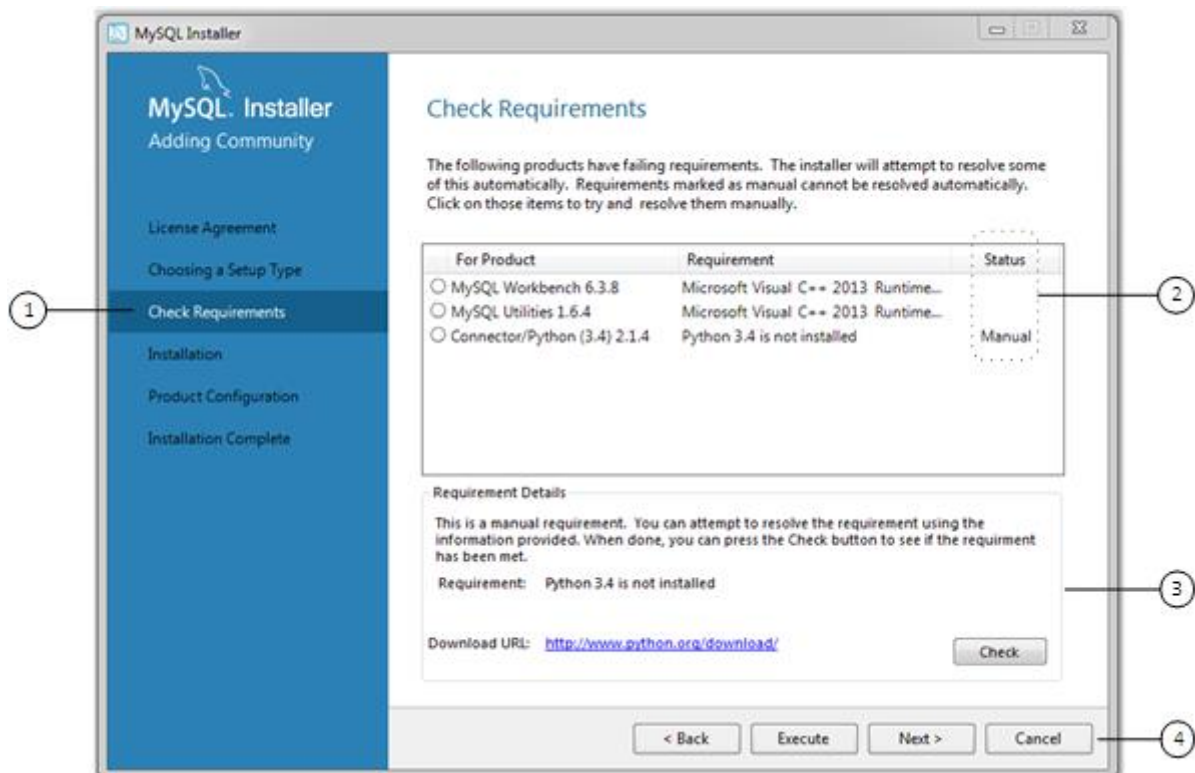 MySQL Installer
MySQL. Installer
Adding Community
License Agreement
Choosing a Setup Type
Check Requirements
Installation
Product Configuration
Installation Complete
Check Requirements
The following products have failing requirements. The installer will attempt to resolve some
of this automatically. Requirements marked as manual cannot be resolved automatically.
Click on those items to try and resolve them manually.
For Product Requirement Status
MySQL Workbench 6.3.8 Microsoft Visual C++ 2013 Runtime...
MySQL Utilities 1.6.4 Microsoft Visual C++ 2013 Runtime...
Connector/Python (3.4) 2.1.4 Python 3.4 is not installed Manual
Requirement Details
This is a manual requirement. You can attempt to resolve the requirement using the
information provided. When done, you can press the Check button to see if the requirment
has been met.
Requirement: Python 3.4 is not installed
Download URL: http://www.python.org/download/
Check
< Back Execute Next > Cancel
1
2
3
4